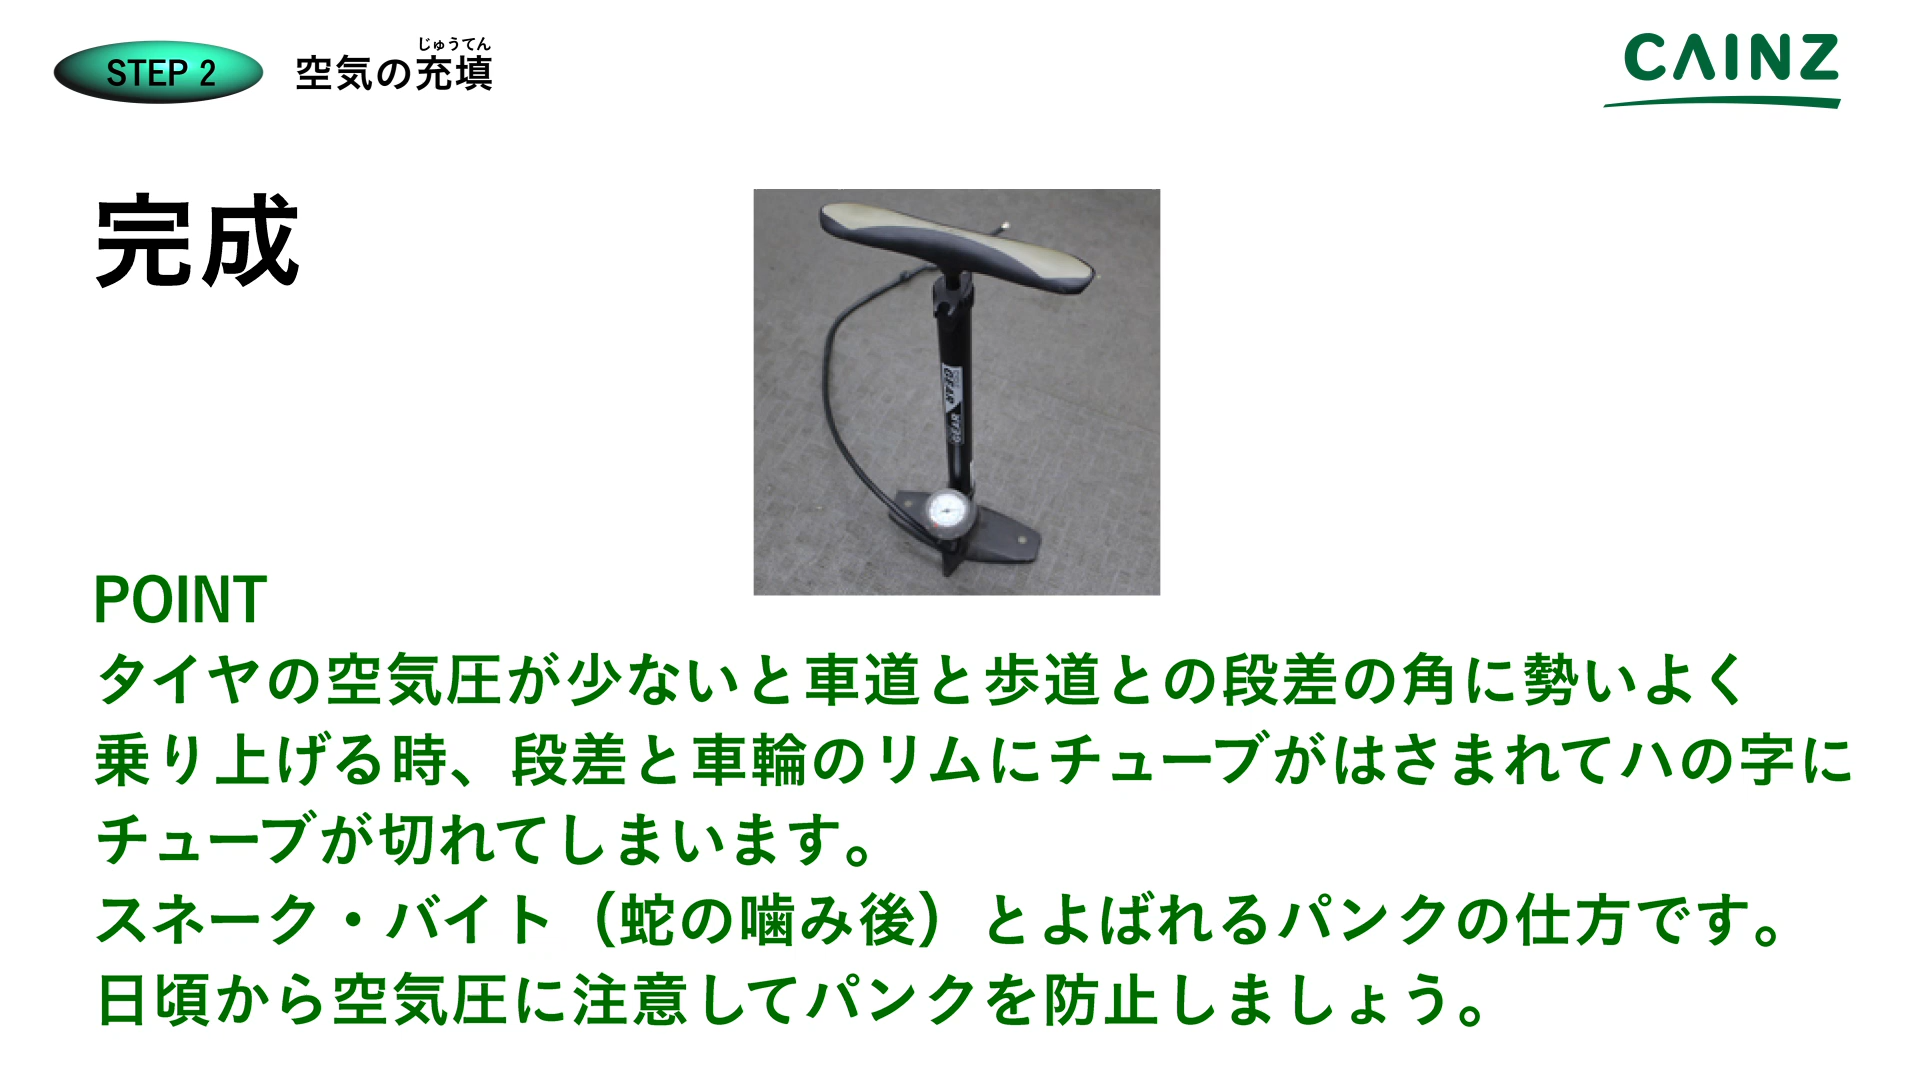 STEP 2
じゅうてん
空気の充填
CAINZ
完成
GEAR
GEAR
POINT
タイヤの空気圧が少ないと車道と歩道との段差の角に勢いよく
乗り上げる時、段差と車輪のリムにチューブがはさまれてハの字に
チューブが切れてしまいます。
スネーク・バイト（蛇の噛み後）とよばれるパンクの仕方です。
日頃から空気圧に注意してパンクを防止しましょう。